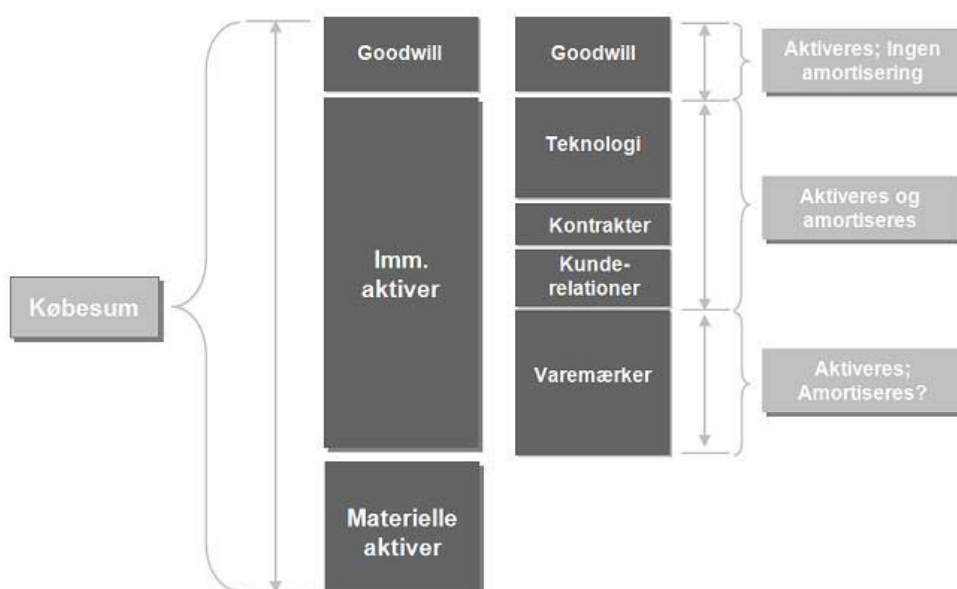 Købesum
Goodwill
Imm.
aktiver
Materielle
aktiver
Goodwill
Teknologi
Kontrakter
Kunde-
relationer
Varemærker
Aktiveres; Ingen
amortisering
Aktiveres og
amortiseres
Aktiveres;
Amortiseres?